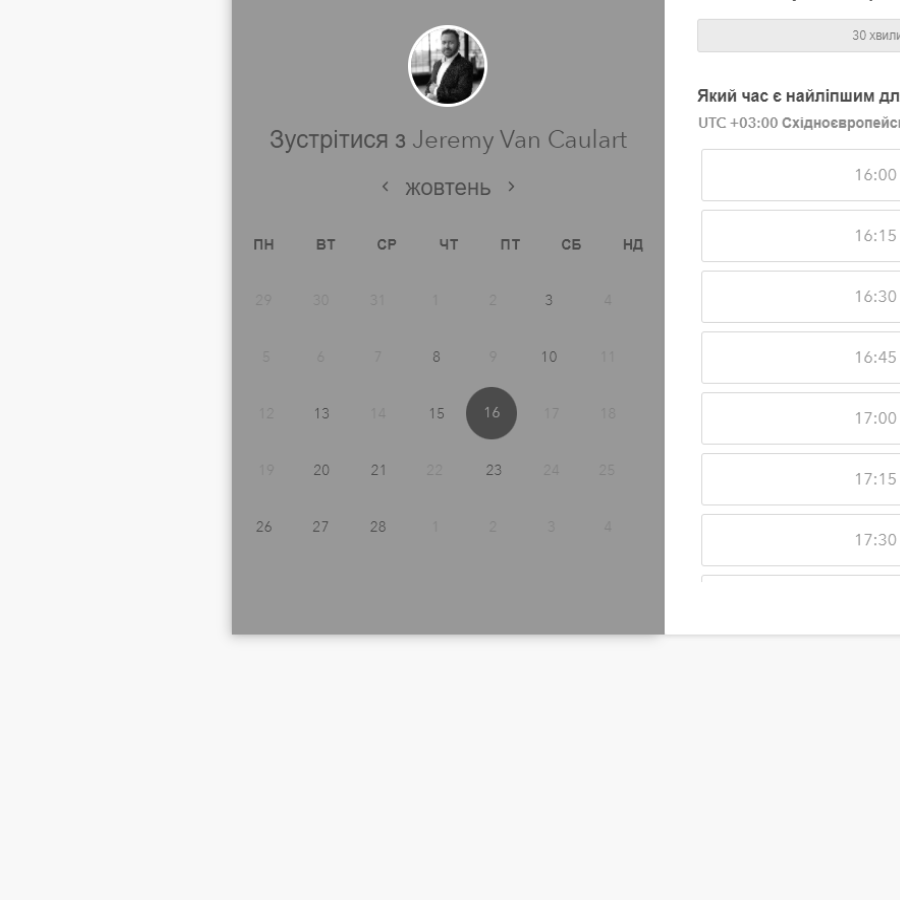 Зустрітися з Jeremy Van Caulart
жовтень
ПН ВТ СР ЧТ ПТ СБ НД
29 30 31 1 2 3 4
5 6 7 8 9 10 11
12 13 14 15 16 17 18
19 20 21 22 23 24 25
26 27 28 1 2 3 4
30 хвили
Який час є найліпшим дл
UTC +03:00 Східноєвропейс
16:00
16:15
16:30
16:45
17:00
17:15
17:30